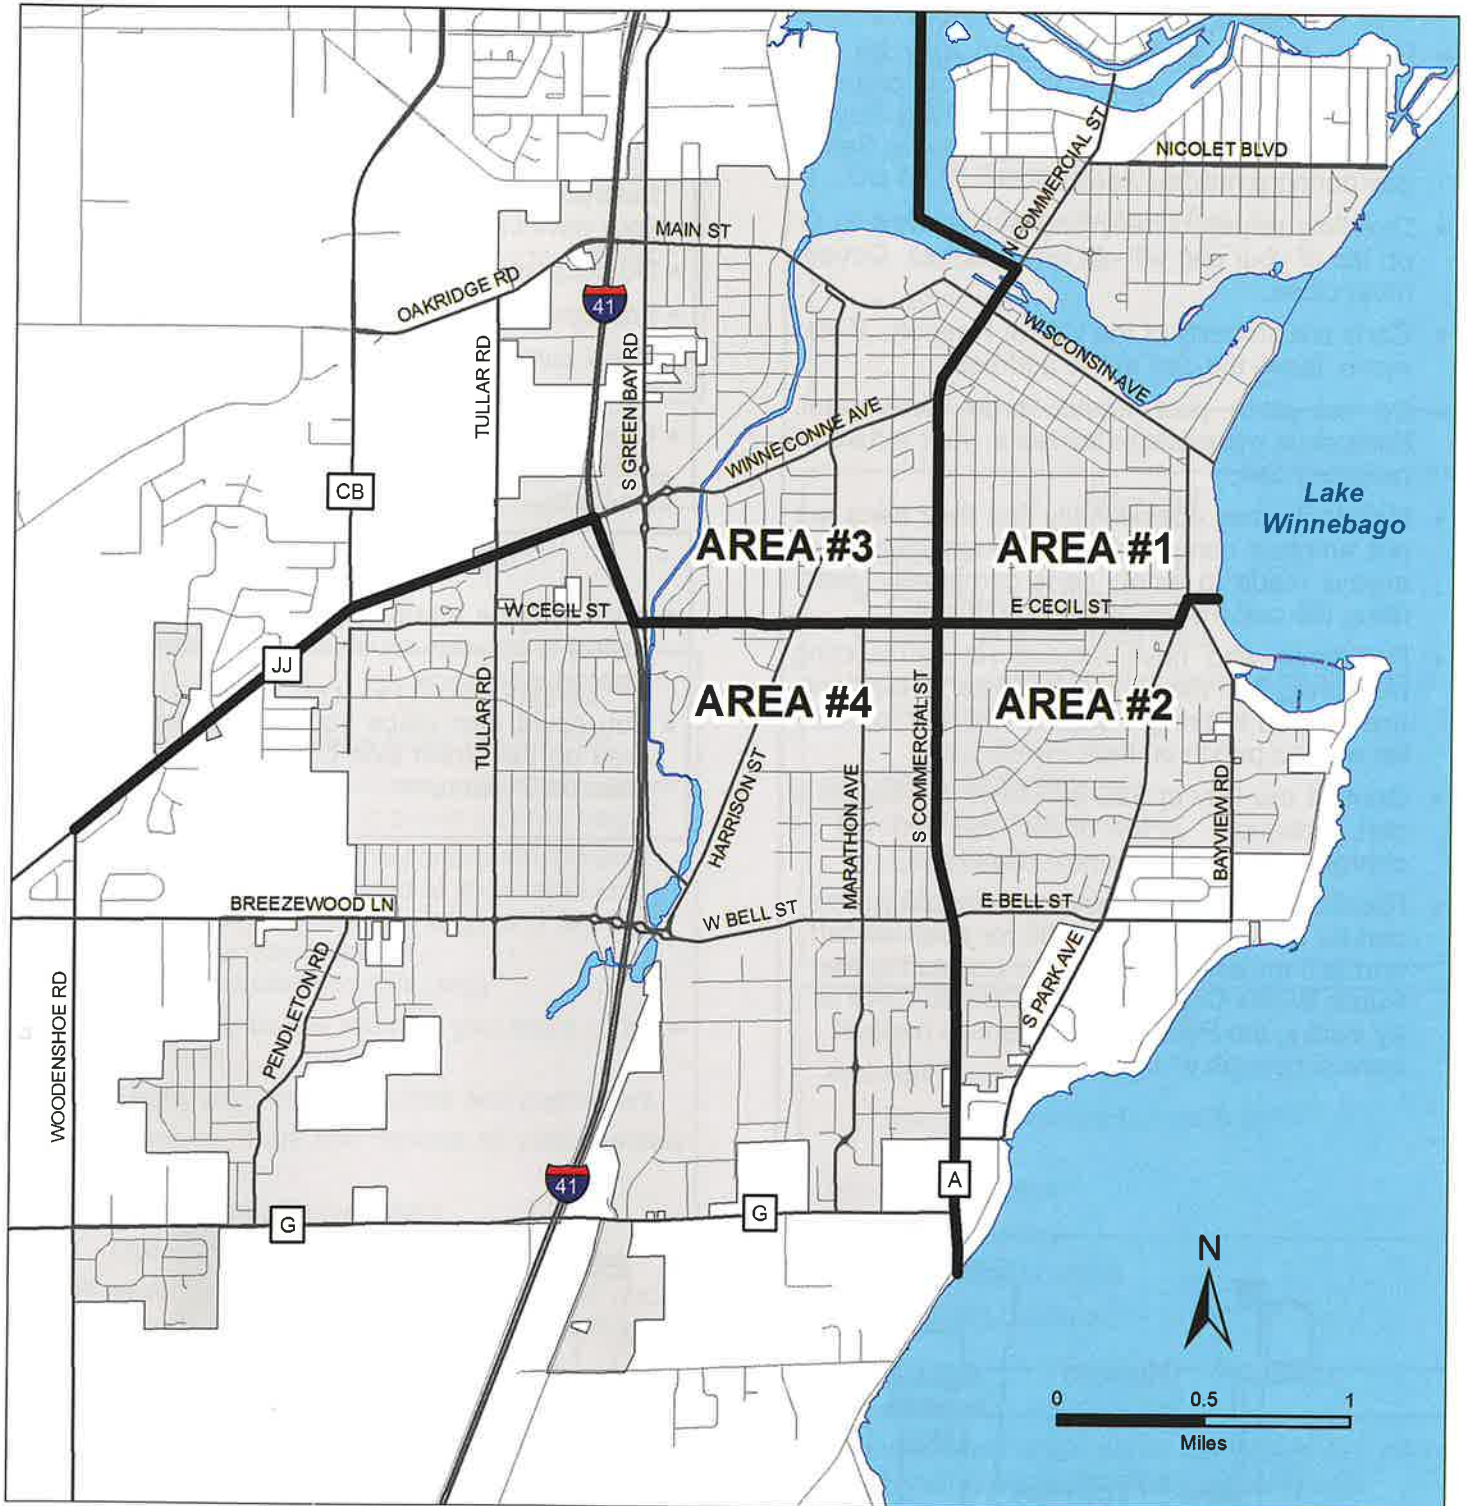 N COMMERCIAL ST
NICOLET BLVD
MAIN ST
OAKRIDGE RD
41
TULLAR RD
S GREEN BAY RD
WISCONSIN AVE
WINNECONNE AVE
CB
Lake
Winnebago
AREA #3
AREA #1
W CECIL ST
E CECIL ST
JJ
TULLAR RD
AREA #4
AREA #2
S COMMERCIAL ST
HARRISON ST
MARATHON AVE
BAYVIEW RD
BREEZEWOOD LN
W BELL ST
E BELL ST
PENDLETON RD
S PARK AVE
WOODENSHOE RD
41
A
G
G
N
0 0.5 1
Miles